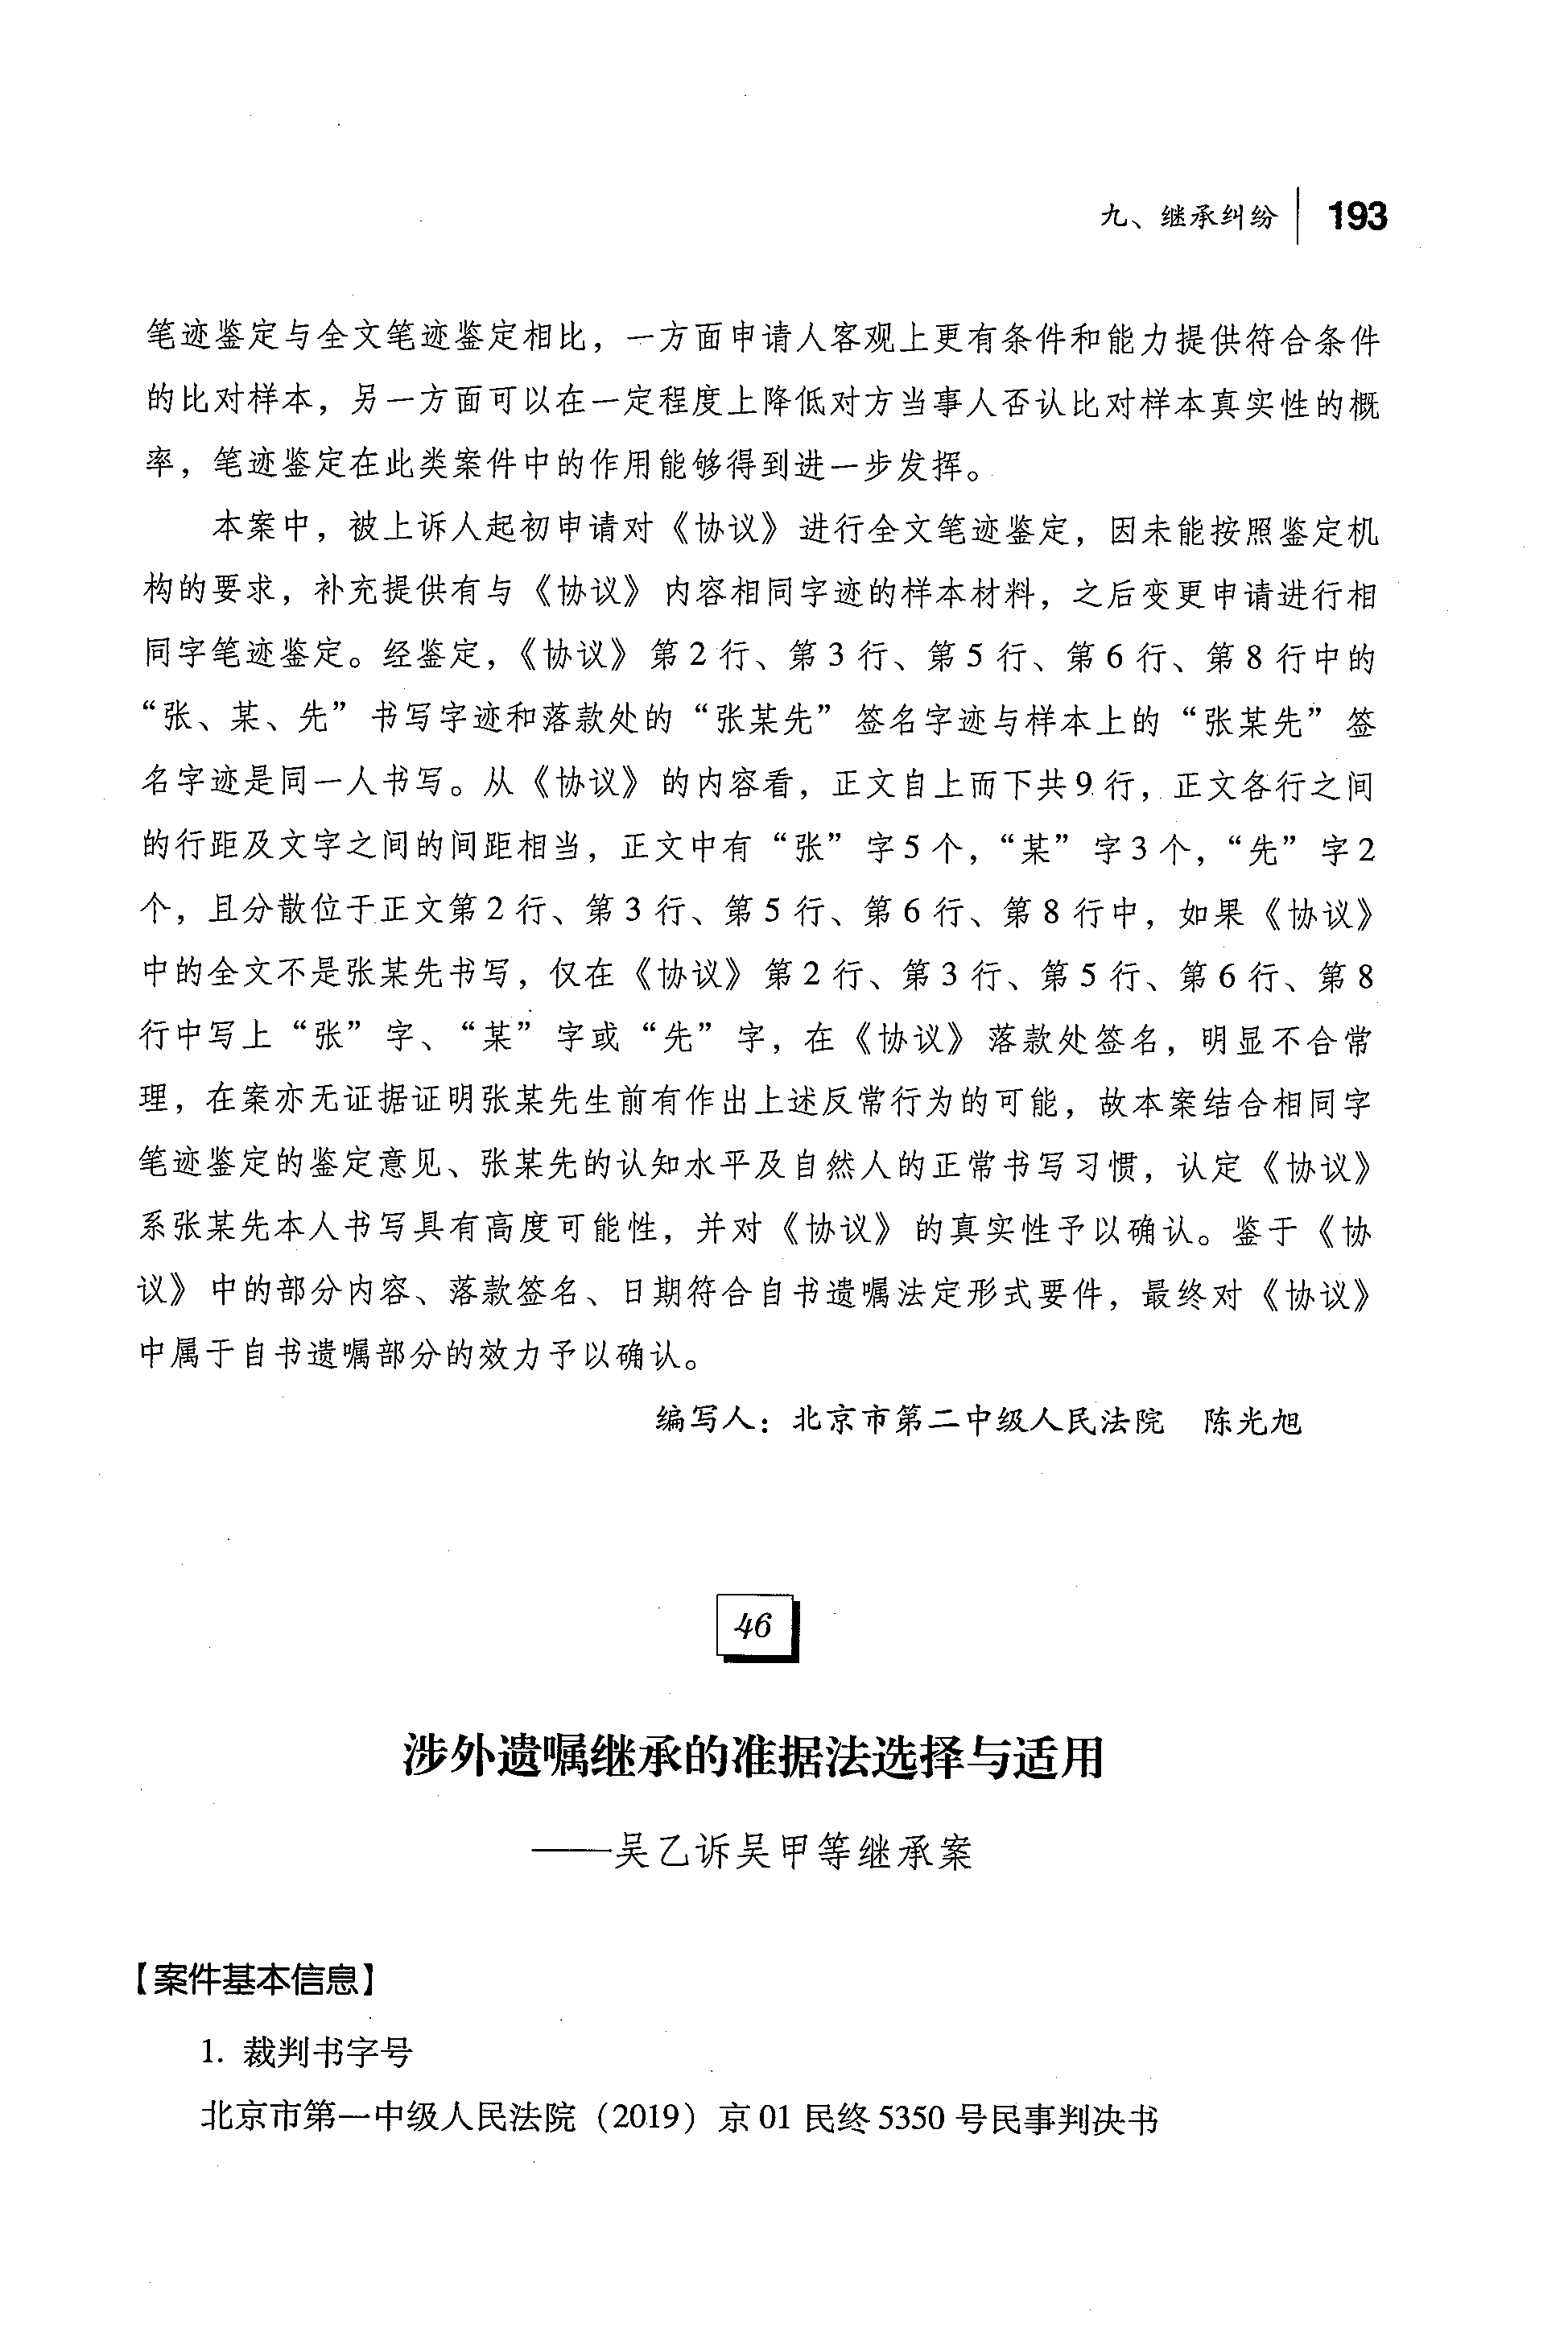 九、继承纠纷 193
笔迹鉴定与全文笔迹鉴定相比，一方面申请人客观上更有条件和能力提供符合条件
的比对样本，另一方面可以在一定程度上降低对方当事人否认比对样本真实性的概
率，笔迹鉴定在此类案件中的作用能够得到进一步发挥。
本案中，被上诉人起初申请对《协议》进行全文笔迹鉴定，因未能按照鉴定机
构的要求，补充提供有与《协议》内容相同字迹的样本材料，之后变更申请进行相
同字笔迹鉴定。经鉴定，《协议》第2行、第3行、第5行、第6行、第8行中的
“张、某、先”书写字迹和落款处的“张某先”签名字迹与样本上的“张某先”签
名字迹是同一人书写。从《协议》的内容看，正文自上而下共9行，正文各行之间
的行距及文字之间的间距相当，正文中有“张”字5个，“某”字3个，“先”字2
个，且分散位于正文第2行、第3行、第5行、第6行、第8行中，如果《协议》
中的全文不是张某先书写，仅在《协议》第2行、第3行、第5行、第6行、第8
行中写上“张”字、“某”字或“先”字，在《协议》落款处签名，明显不合常
理，在案亦无证据证明张某先生前有作出上述反常行为的可能，故本案结合相同字
笔迹鉴定的鉴定意见、张某先的认知水平及自然人的正常书写习惯，认定《协议》
系张某先本人书写具有高度可能性，并对《协议》的真实性予以确认。鉴于《协
议》中的部分内容、落款签名、日期符合自书遗嘱法定形式要件，最终对《协议》
中属于自书遗嘱部分的效力予以确认。
编写人：北京市第二中级人民法院 陈光旭
46
涉外遗嘱继承的准据法选择与适用
——吴乙诉吴甲等继承案
【案件基本信息】
1. 裁判书字号
北京市第一中级人民法院（2019）京01民终5350号民事判决书